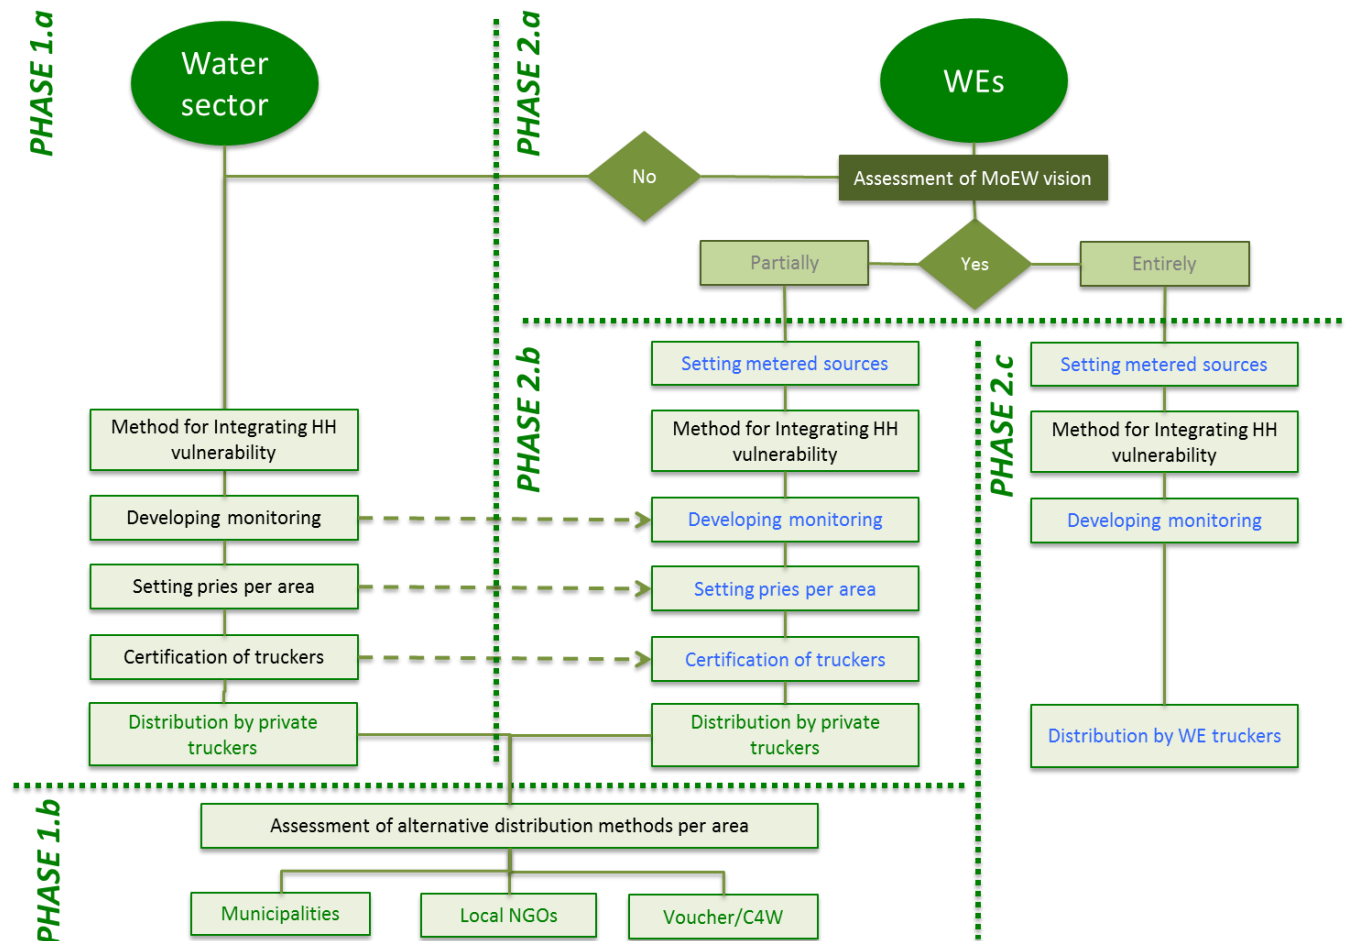 PHASE 1.a
Water
sector
PHASE 2.a
WEs
No
Assessment of MoEW vision
Partially
Yes
Entirely
PHASE 2.b
Setting metered sources
PHASE 2.c
Setting metered sources
Method for Integrating HH
vulnerability
Method for Integrating HH
vulnerability
Method for Integrating HH
vulnerability
Developing monitoring
Developing monitoring
Developing monitoring
Setting pries per area
Setting pries per area
Certification of truckers
Certification of truckers
Distribution by private
truckers
Distribution by private
truckers
Distribution by WE truckers
PHASE 1.b
Assessment of alternative distribution methods per area
Municipalities
Local NGOs
Voucher/C4W